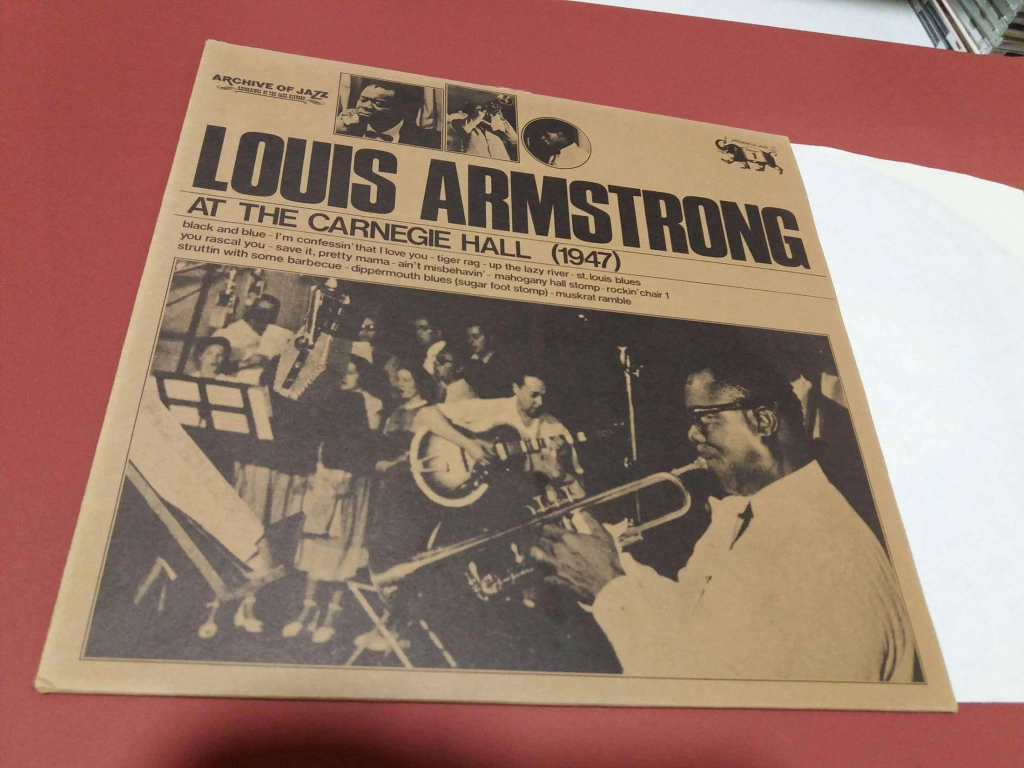 ARCHIVE OF JAZZ
LOUIS ARMSTRONG
AT THE CARNEGIE HALL (1947)
black and blue - I'm confessin' that I love you - tiger rag - up the lazy river - st. louis blues
you rascal you - save it, pretty mama - ain't misbehavin' - mahogany hall stomp - rockin' chair 1
struttin with some barbecue - dippermouth blues (sugar foot stomp) - muskrat ramble